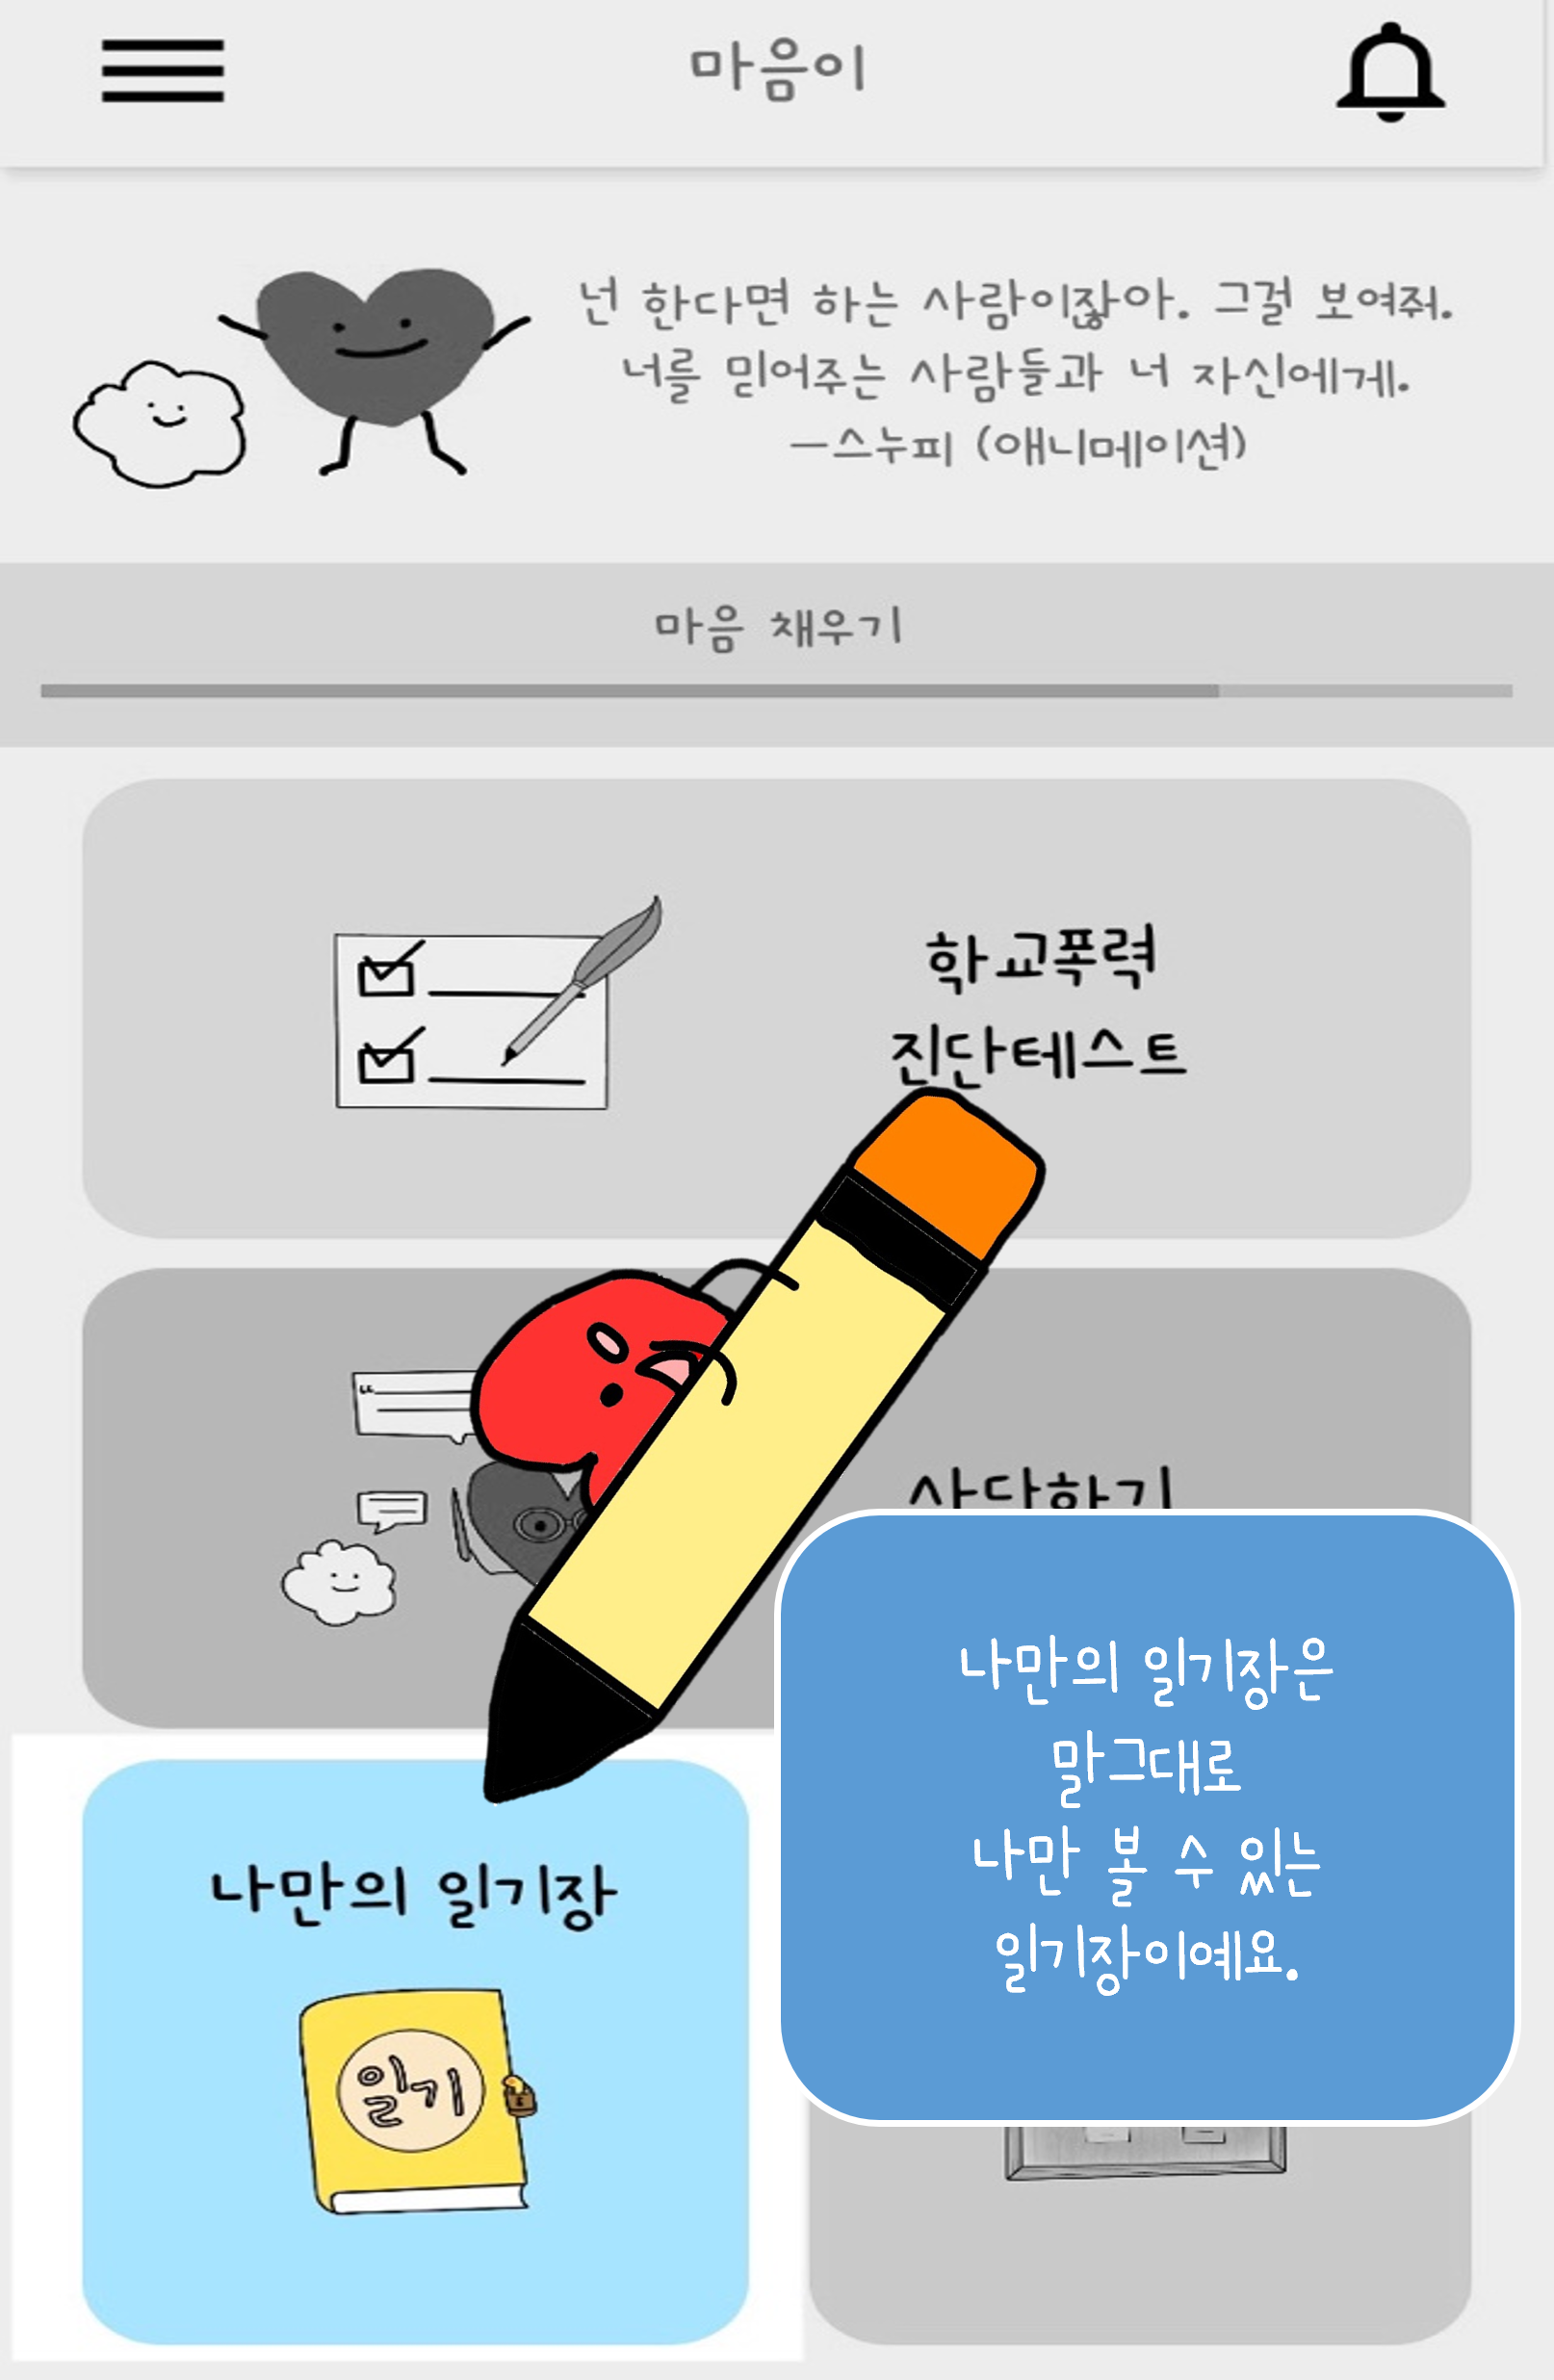 마음이
넌 한다면 하는 사람이잖아. 그걸 보여줘.
너를 믿어주는 사람들과 너 자신에게.
—스누피 (애니메이션)
마음 채우기
학교폭력
진단테스트
나만의 일기장은
말그대로
나만 볼 수 있는
일기장이예요.
나만의 일기장
일기